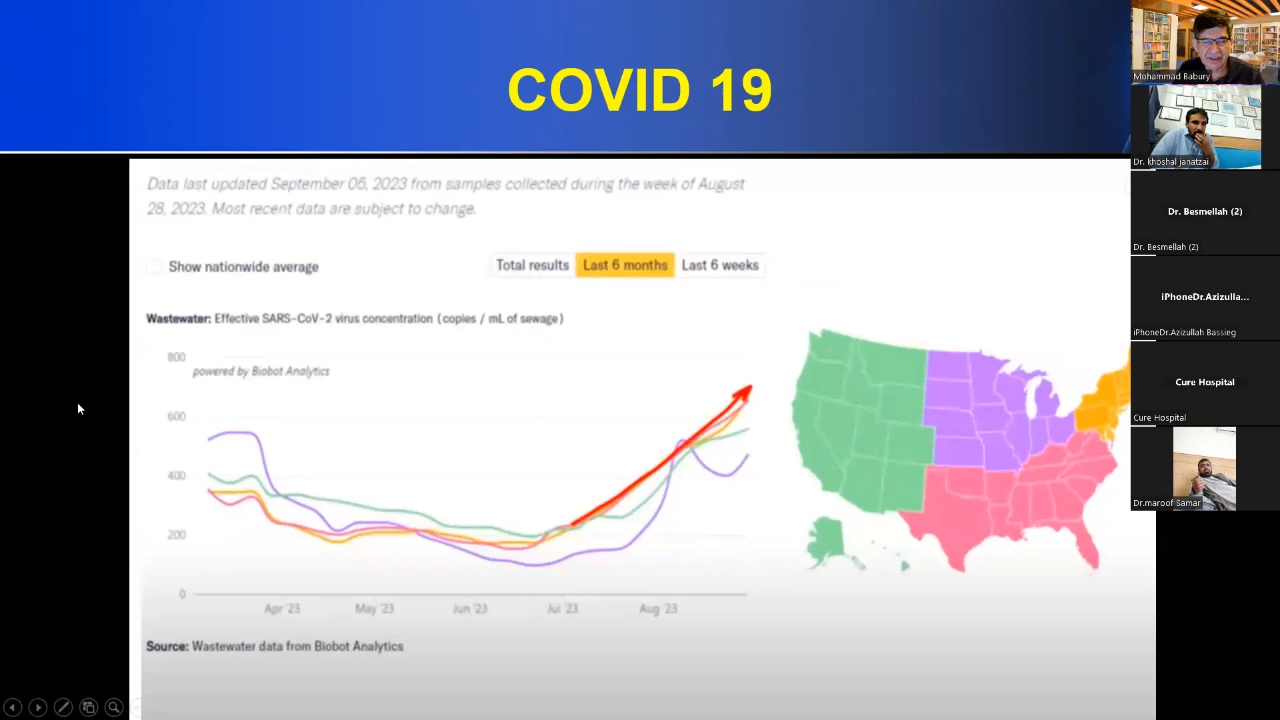 COVID 19
Data last updated September 05, 2023 from samples collected during the week of August
28, 2023. Most recent data are subject to change.
Show nationwide average
Total results Last 6 months Last 6 weeks
Wastewater: Effective SARS-CoV-2 virus concentration (copies / mL of sewage)
800
powered by Biobot Analytics
600
400
200
0
Apr '23 May '23 Jun '23 Jul '23 Aug '23
Source: Wastewater data from Biobot Analytics
Mohammad Babury
Dr. khoshal janatzai
Dr. Besmellah (2)
Dr. Besmellah (2)
iPhoneDr.Azizulla...
iPhoneDr.Azizullah Bassieg
Cure Hospital
Cure Hospital
Dr.maroof Samar